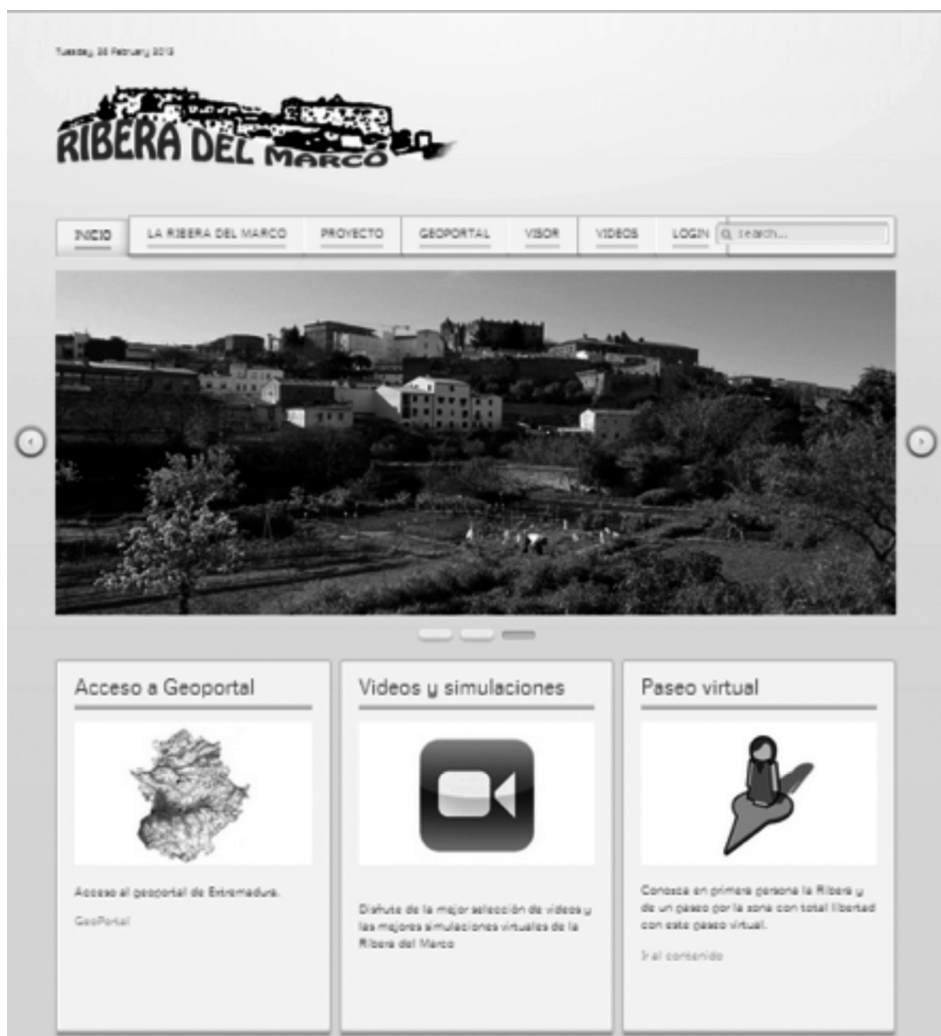 Tuesday, 26 February 2013
RIBERA DEL MARCO
INICIO
LA RIBERA DEL MARCO
PROYECTO
GEOPORTAL
VISOR
VIDEOS
LOGIN
search...
Acceso a Geoportal
Acceso al geoportal de Extremadura.
GeoPortal
Videos y simulaciones
Disfrute de la mejor selección de videos y
las mejores simulaciones virtuales de la
Ribera del Marco
Paseo virtual
Conozca en primera persona la Ribera y
de un paseo por la zona con total libertad
con este paseo virtual.
Ir al contenido